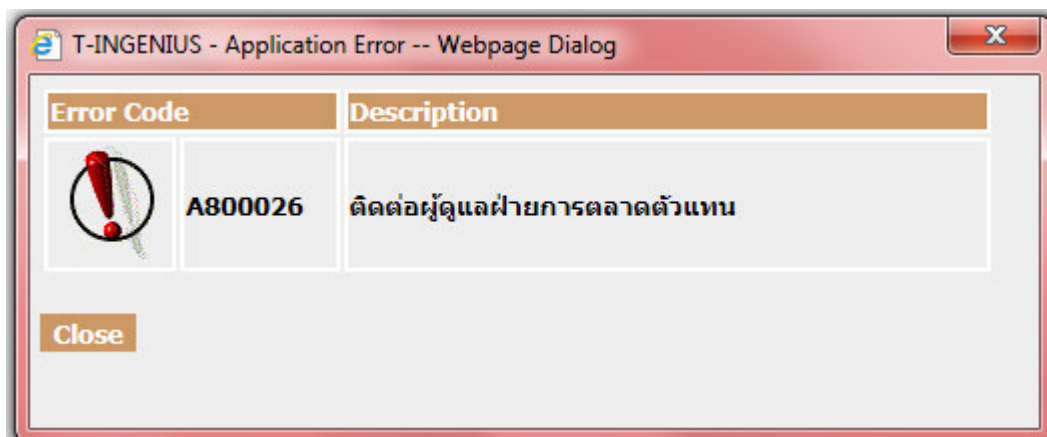 T-INGENIUS - Application Error -- Webpage Dialog
Error Code Description
A800026 ติดต่อผู้ดูแลฝ่ายการตลาดตัวแทน
Close